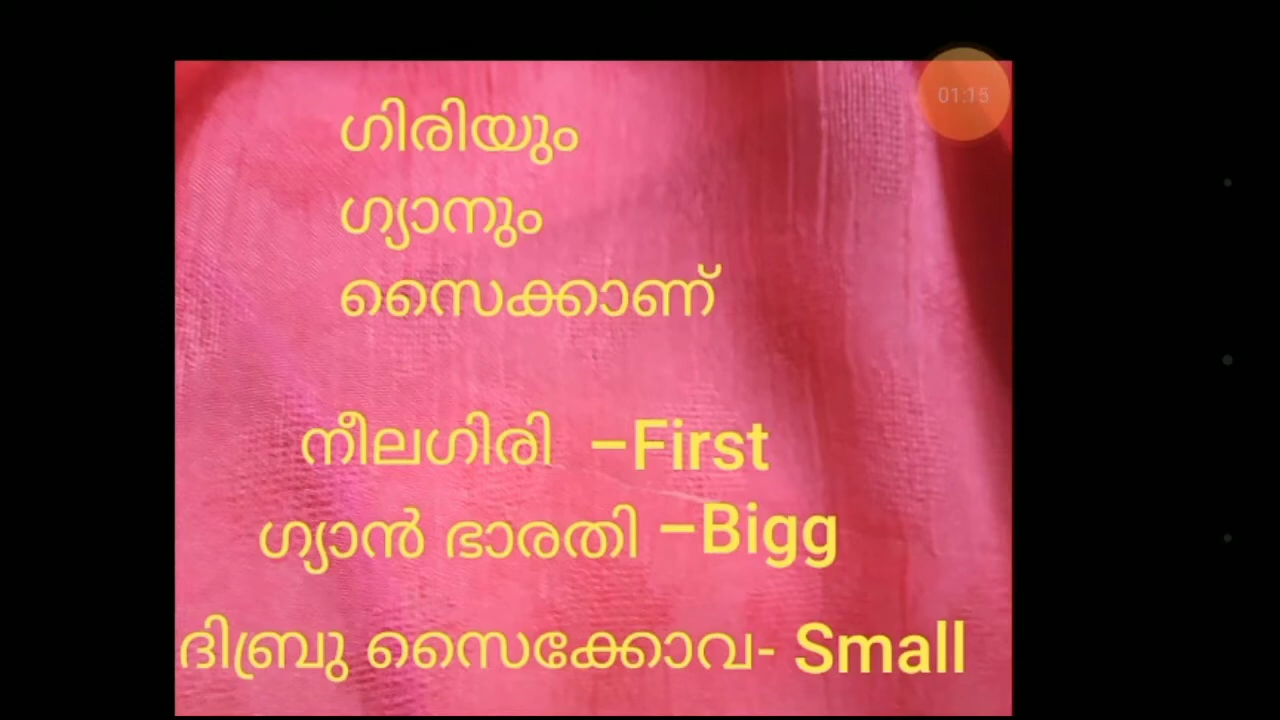 01:15
ഗിരിയും
ഗ്യാനും
സൈക്കാണ്
നീലഗിരി –First
ഗ്യാൻ ഭാരതി –Bigg
ദിബ്രു സൈക്കോവ- Small